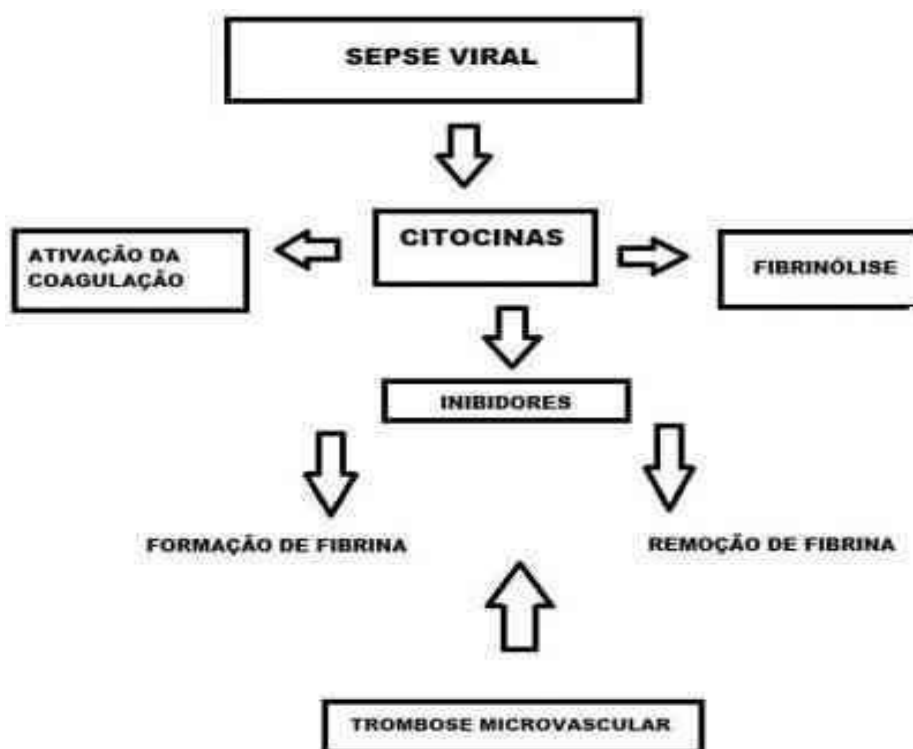 SEPSE VIRAL
CITOCINAS
ATIVAÇÃO DA
COAGULAÇÃO
FIBRINÓLISE
INIBIDORES
FORMAÇÃO DE FIBRINA
REMOÇÃO DE FIBRINA
TROMBOSE MICROVASCULAR